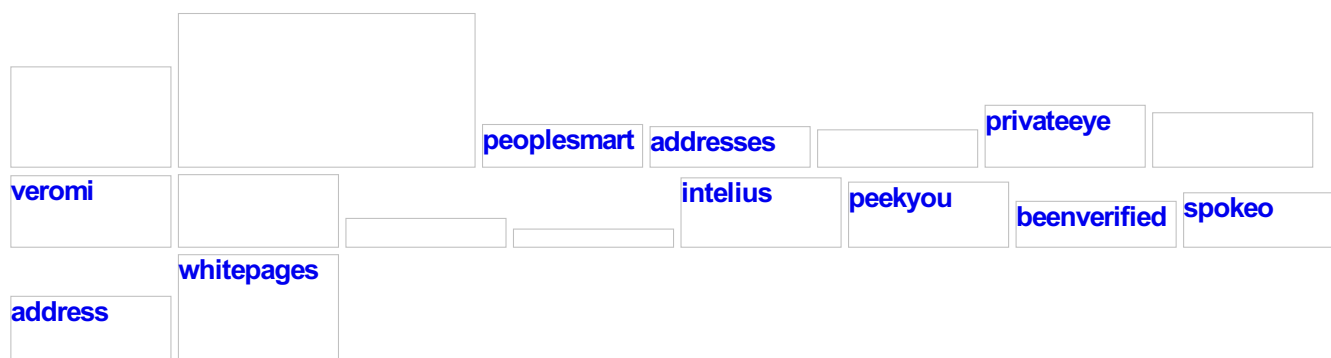 peoplesmart addresses privateeye
veromi intelius peekyou beenverified spokeo
address whitepages